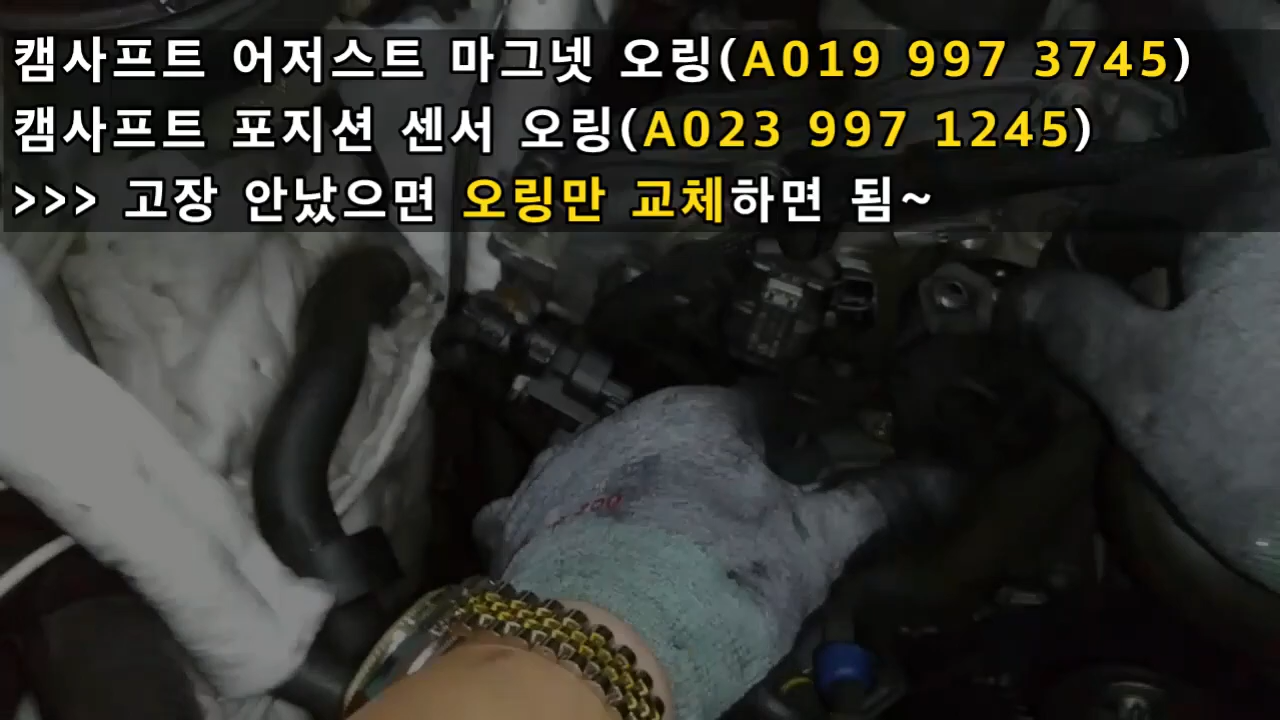 캠샤프트 어저스트 마그넷 오링(A019 997 3745)
캠샤프트 포지션 센서 오링(A023 997 1245)
>>> 고장 안났으면 오링만 교체하면 됨~